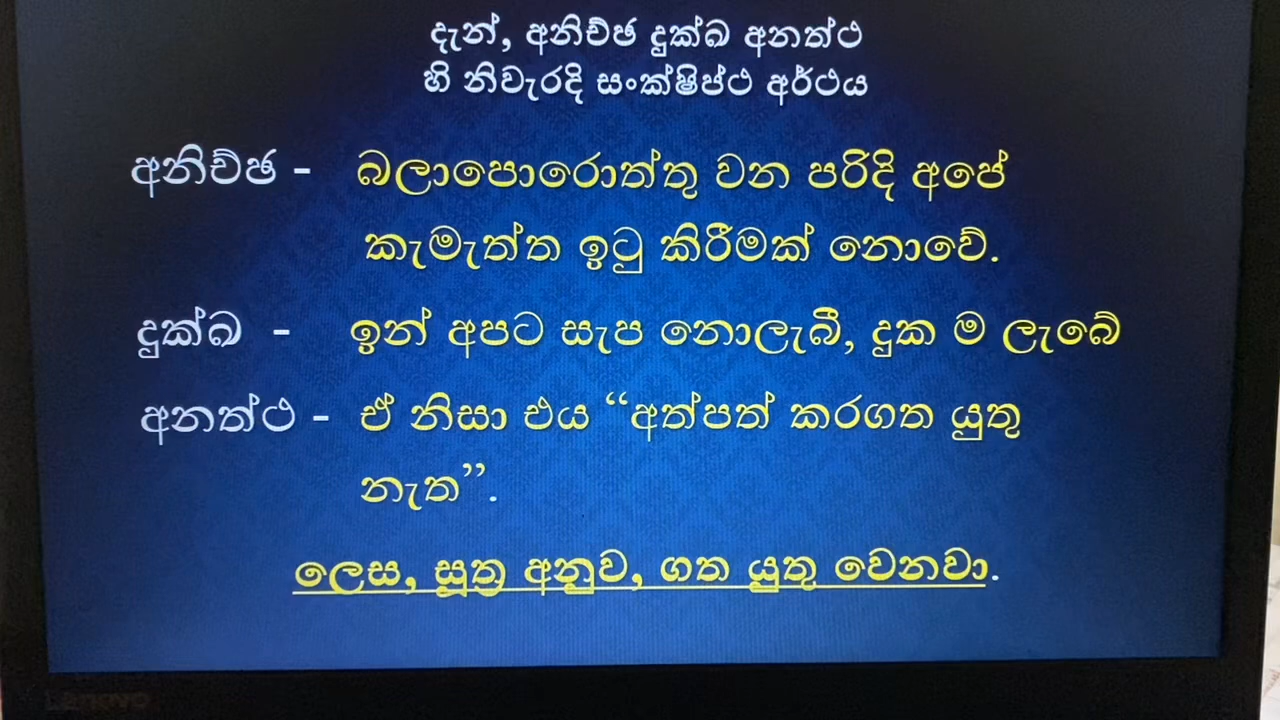 දැන්, අනිච්ඡ දුක්ඛ අනත්ථ
හි නිවැරදි සංක්ෂිප්ථ අර්ථය
අනිච්ඡ - බලාපොරොත්තු වන පරිදි අපේ
කැමැත්ත ඉටු කිරීමක් නොවේ.
දුක්ඛ - ඉන් අපට සැප නොලැබී, දුක ම ලැබේ
අනත්ථ - ඒ නිසා එය “අත්පත් කරගත යුතු
නැත”.
ලෙස, සූත්‍ර අනුව, ගත යුතු වෙනවා.
Lenovo